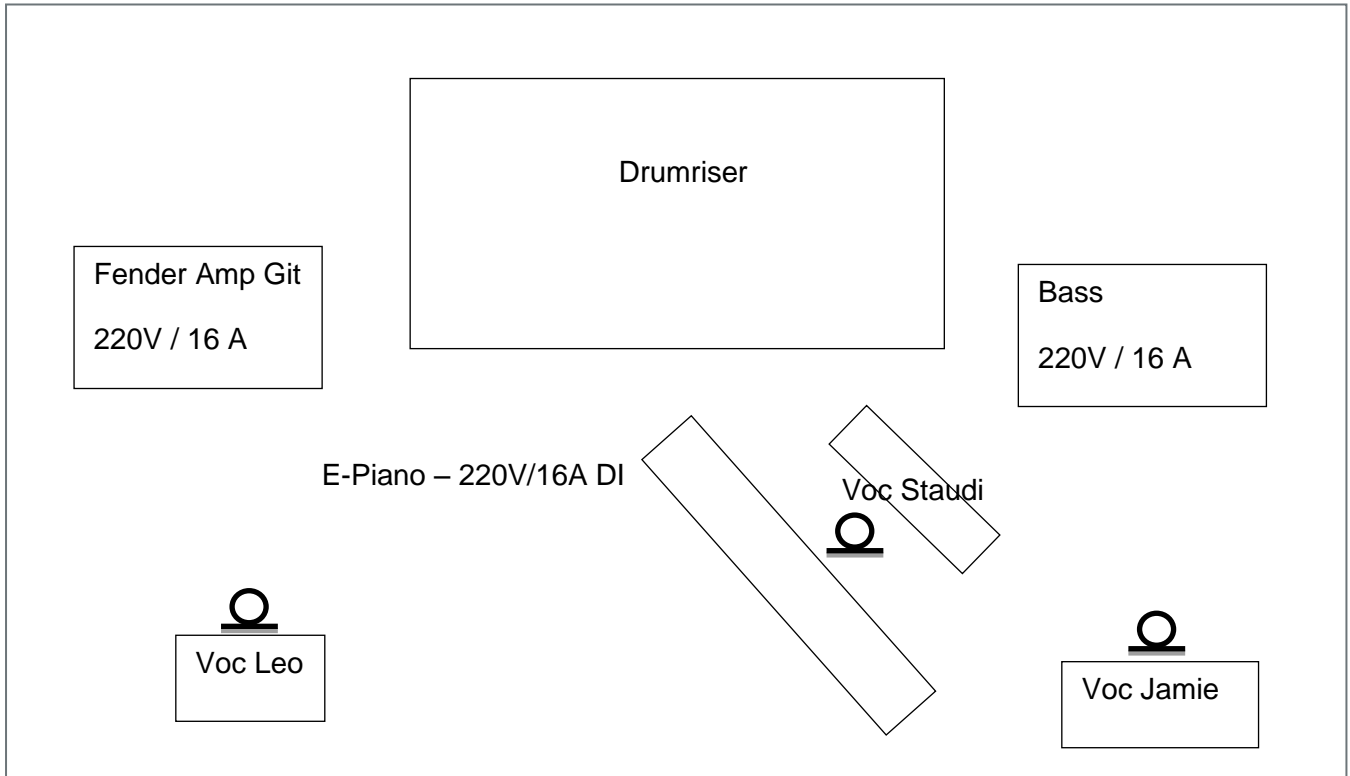 Drumriser
Fender Amp Git
220V / 16 A
Bass
220V / 16 A
E-Piano – 220V/16A DI
Voc Staudi
Voc Leo
Voc Jamie